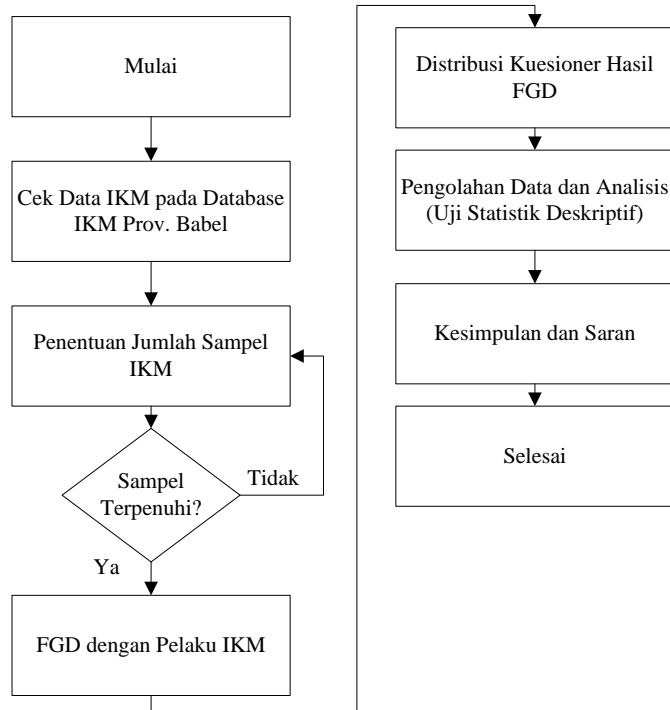 Mulai
Cek Data IKM pada Database
IKM Prov. Babel
Penentuan Jumlah Sampel
IKM
Sampel
Terpenuhi?
Tidak
Ya
FGD dengan Pelaku IKM
Distribusi Kuesioner Hasil
FGD
Pengolahan Data dan Analisis
(Uji Statistik Deskriptif)
Kesimpulan dan Saran
Selesai